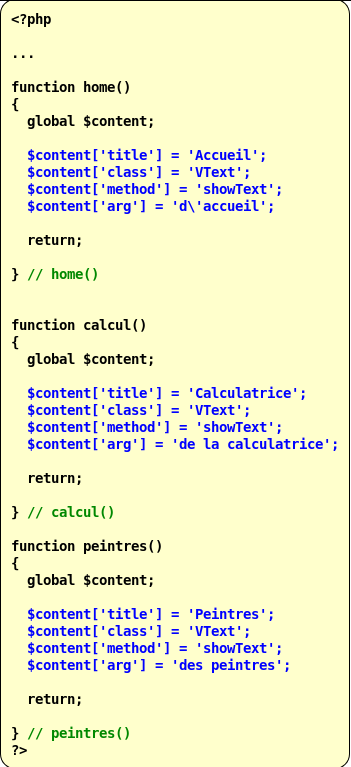 <?php
...
function home()
{
global $content;
$content['title'] = 'Accueil';
$content['class'] = 'VText';
$content['method'] = 'showText';
$content['arg'] = 'd\'accueil';
return;
} // home()
function calcul()
{
global $content;
$content['title'] = 'Calculatrice';
$content['class'] = 'VText';
$content['method'] = 'showText';
$content['arg'] = 'de la calculatrice';
return;
} // calcul()
function peintres()
{
global $content;
$content['title'] = 'Peintres';
$content['class'] = 'VText';
$content['method'] = 'showText';
$content['arg'] = 'des peintres';
return;
} // peintres()
?>